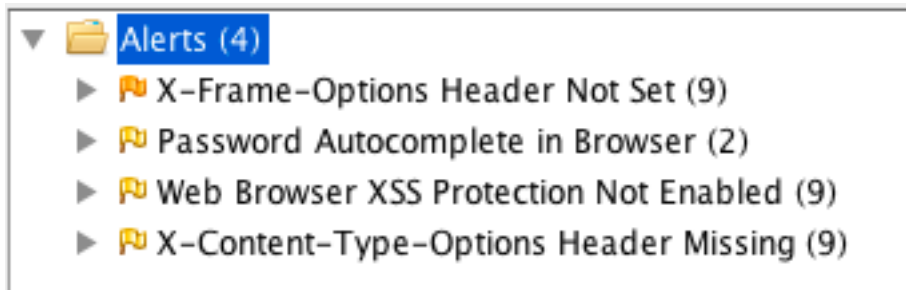 Alerts (4)
X-Frame-Options Header Not Set (9)
Password Autocomplete in Browser (2)
Web Browser XSS Protection Not Enabled (9)
X-Content-Type-Options Header Missing (9)